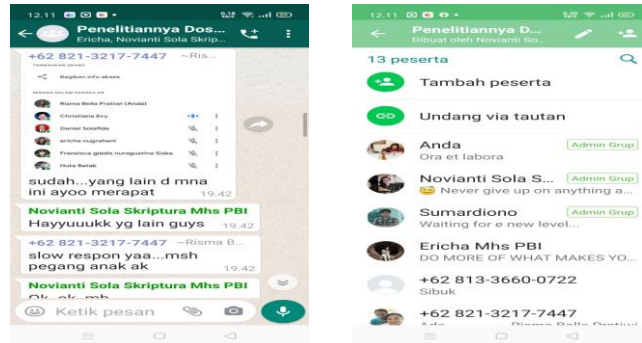 12.11
Penelitiannya Dos...
Ericha, Novianti Sola Skrip...
+62 821-3217-7447 ~Ris...
Bagikan info akses
Risma Bella Pratiwi (Anda)
Christiana Evy
Daniel Solafide
ericha nugrahani
Fransisca gladis nuragustina Siska
Huta Batak
sudah...yang lain d mna
ini ayoo merapat 19.42
Novianti Sola Skriptura Mhs PBI
Hayyuuukk yg lain guys 19.42
+62 821-3217-7447 ~Risma B...
slow respon yaa...msh
pegang anak ak 19.42
Novianti Sola Skriptura Mhs PBI
Ok..ok..mb
Ketik pesan
12.11
Penelitiannya D...
Dibuat oleh Novianti So...
13 peserta
Tambah peserta
Undang via tautan
Anda Admin Grup
Ora et labora
Novianti Sola S... Admin Grup
😅 Never give up on anything a...
Sumardiono Admin Grup
Waiting for e new level...
Ericha Mhs PBI
DO MORE OF WHAT MAKES YO...
+62 813-3660-0722
Sibuk
+62 821-3217-7447
Ada ~Risma Bella Pratiwi